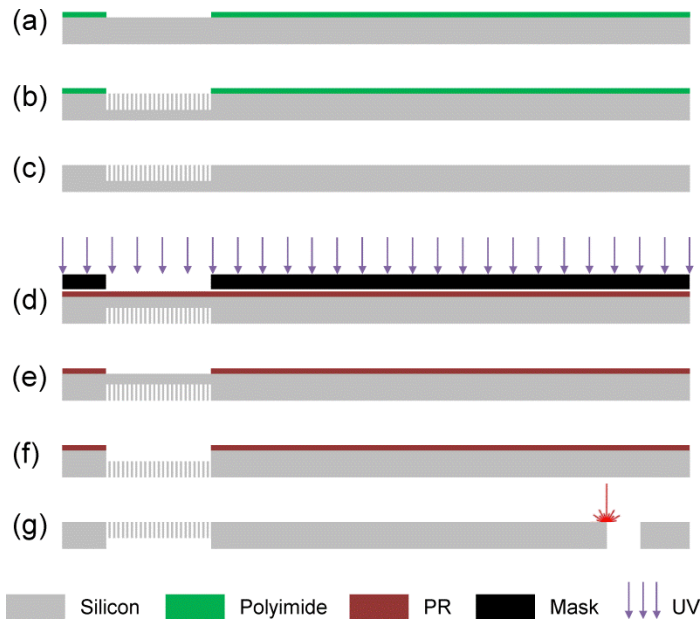 (a)
(b)
(c)
(d)
(e)
(f)
(g)
Silicon Polyimide PR Mask UV